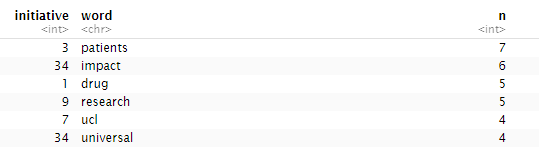 initiative word n
<int> <chr> <int>
3 patients 7
34 impact 6
1 drug 5
9 research 5
7 ucl 4
34 universal 4